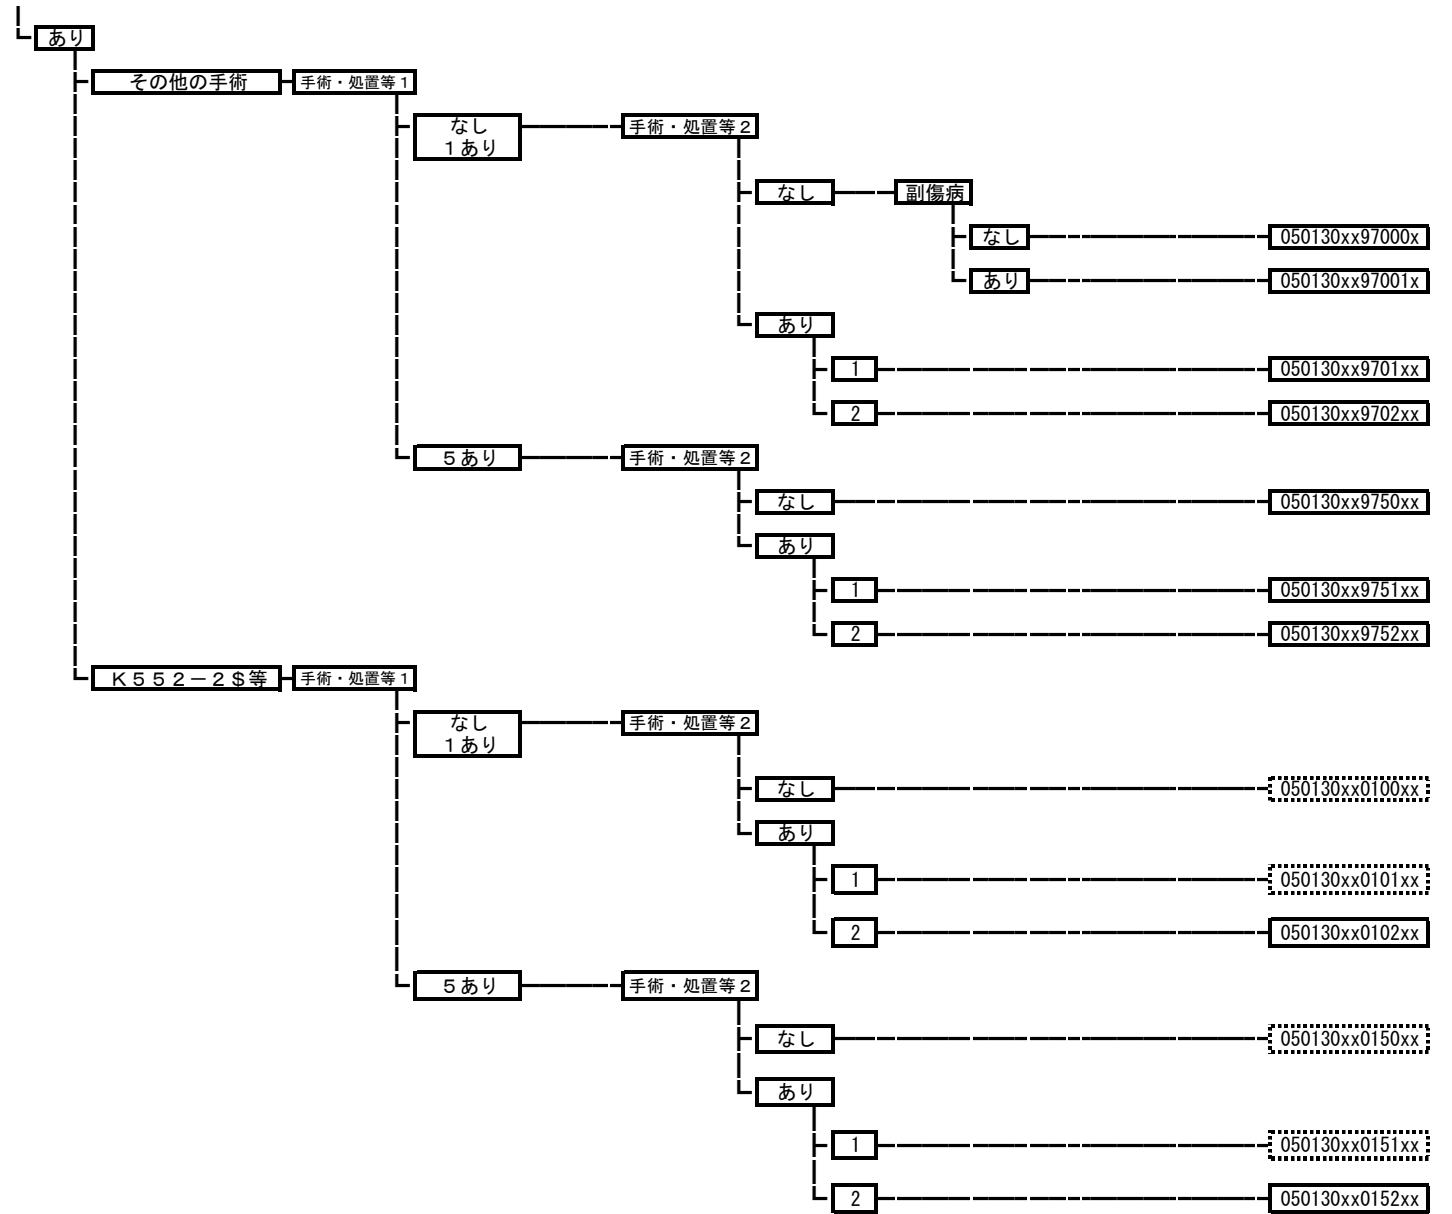 あり
その他の手術 手術・処置等1
なし 手術・処置等2
1あり
なし 副傷病
なし 050130xx97000x
あり 050130xx97001x
あり
1 050130xx9701xx
2 050130xx9702xx
5あり 手術・処置等2
なし 050130xx9750xx
あり
1 050130xx9751xx
2 050130xx9752xx
K552-2$等 手術・処置等1
なし 手術・処置等2
1あり
なし 050130xx0100xx
あり
1 050130xx0101xx
2 050130xx0102xx
5あり 手術・処置等2
なし 050130xx0150xx
あり
1 050130xx0151xx
2 050130xx0152xx